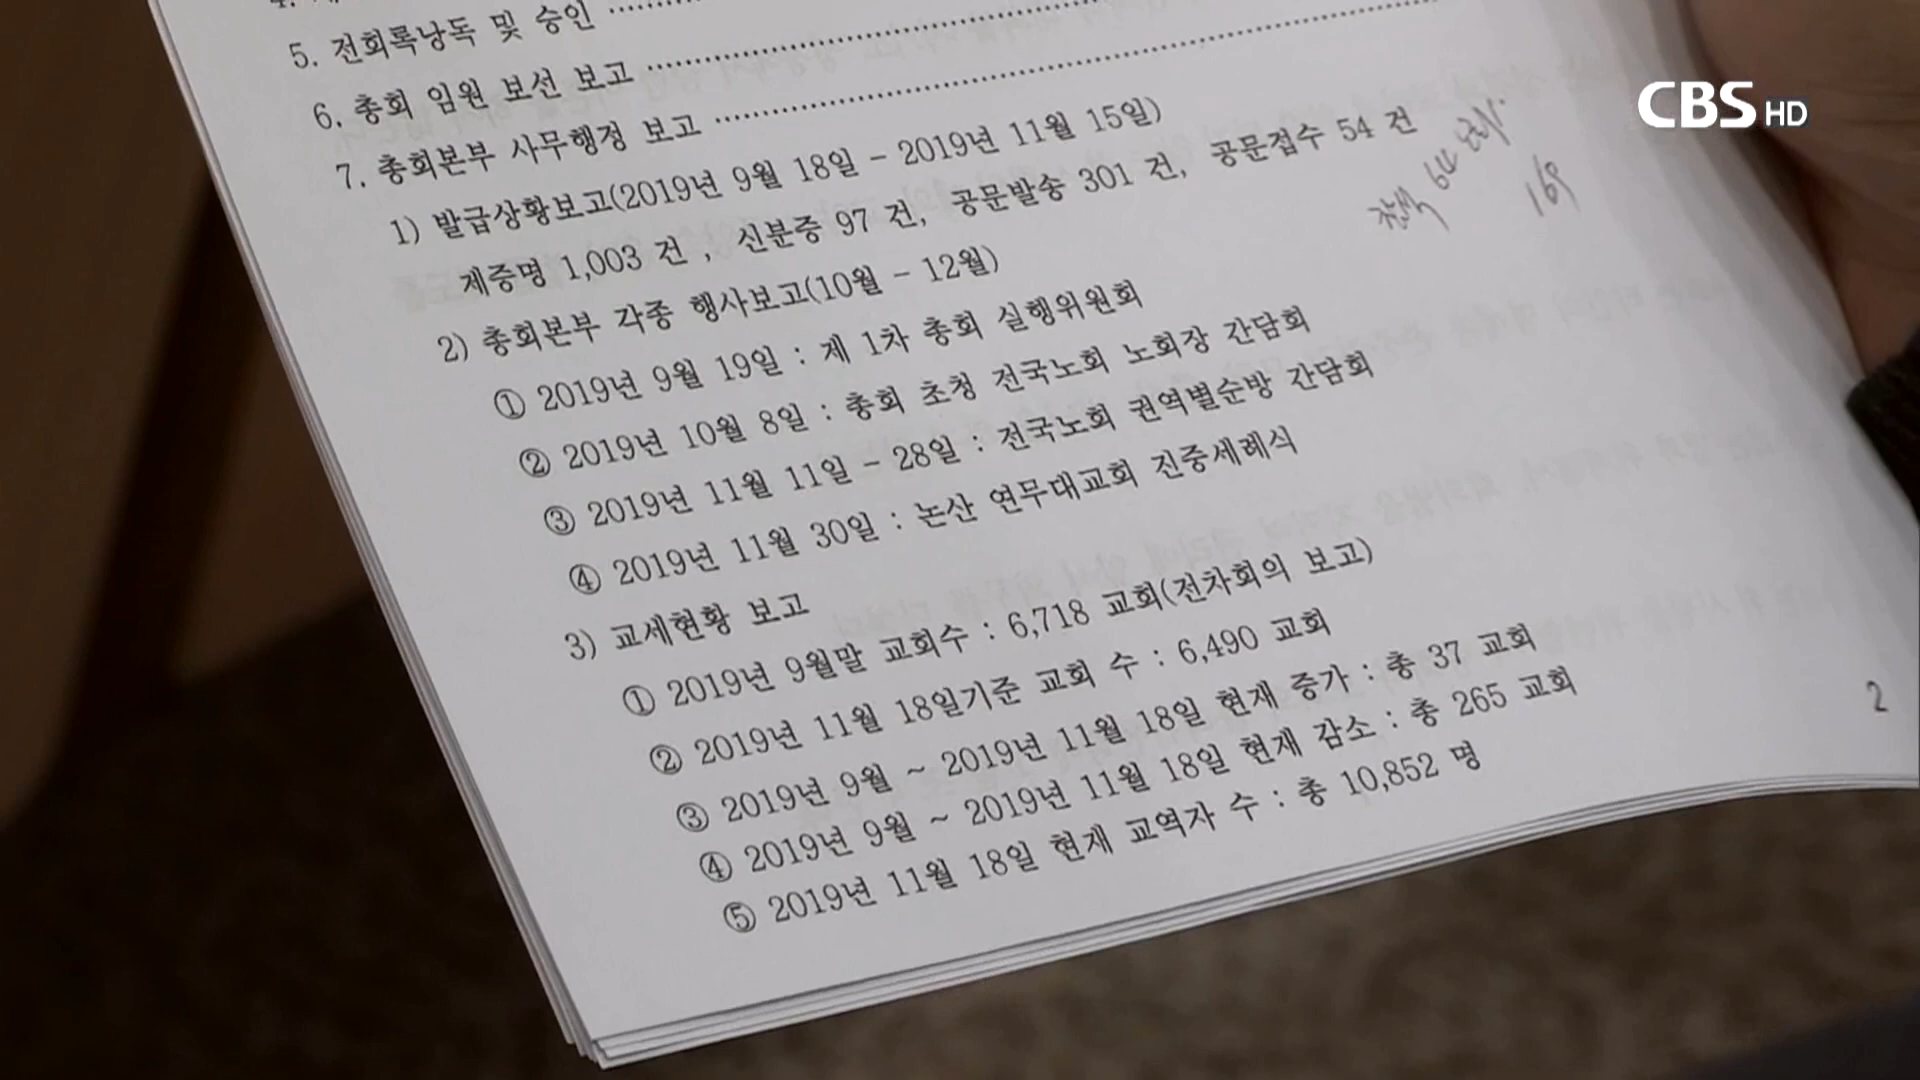 5. 전회록낭독 및 승인 ················
6. 총회 임원 보선 보고 ················
7. 총회본부 사무행정 보고 ················
1) 발급상황보고(2019년 9월 18일 - 2019년 11월 15일)
제증명 1,003 건 , 신분증 97 건, 공문발송 301 건, 공문접수 54 건
2) 총회본부 각종 행사보고(10월 - 12월)
① 2019년 9월 19일 : 제 1차 총회 실행위원회
② 2019년 10월 8일 : 총회 초청 전국노회 노회장 간담회
③ 2019년 11월 11일 - 28일 : 전국노회 권역별순방 간담회
④ 2019년 11월 30일 : 논산 연무대교회 진중세례식
3) 교세현황 보고
① 2019년 9월말 교회수 : 6,718 교회(전차회의 보고)
② 2019년 11월 18일기준 교회 수 : 6,490 교회
③ 2019년 9월 ~ 2019년 11월 18일 현재 증가 : 총 37 교회
④ 2019년 9월 ~ 2019년 11월 18일 현재 감소 : 총 265 교회
⑤ 2019년 11월 18일 현재 교역자 수 : 총 10,852 명
2
64
169
CBS HD